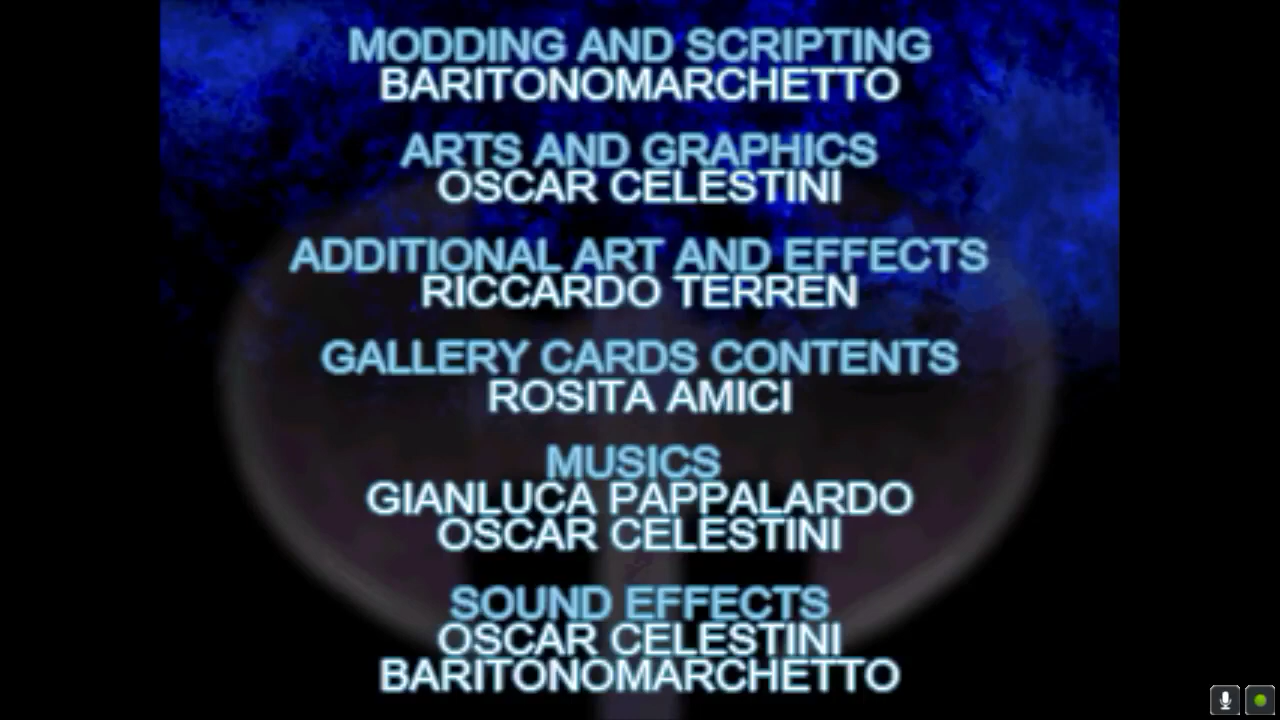 MODDING AND SCRIPTING
BARITONOMARCHETTO
ARTS AND GRAPHICS
OSCAR CELESTINI
ADDITIONAL ART AND EFFECTS
RICCARDO TERREN
GALLERY CARDS CONTENTS
ROSITA AMICI
MUSICS
GIANLUCA PAPPALARDO
OSCAR CELESTINI
SOUND EFFECTS
OSCAR CELESTINI
BARITONOMARCHETTO